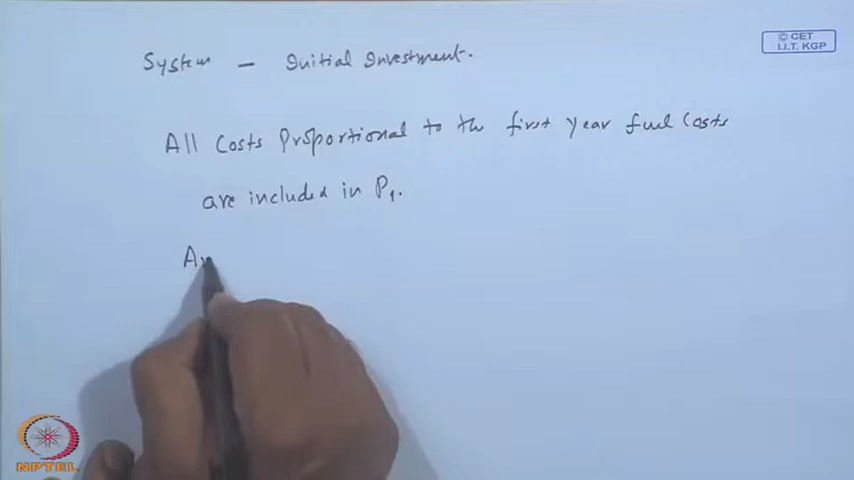 © CET
I.I.T. KGP
System - Initial Investment.
All Costs Proportional to the first year fuel Costs
are included in P₁.
NPTEL